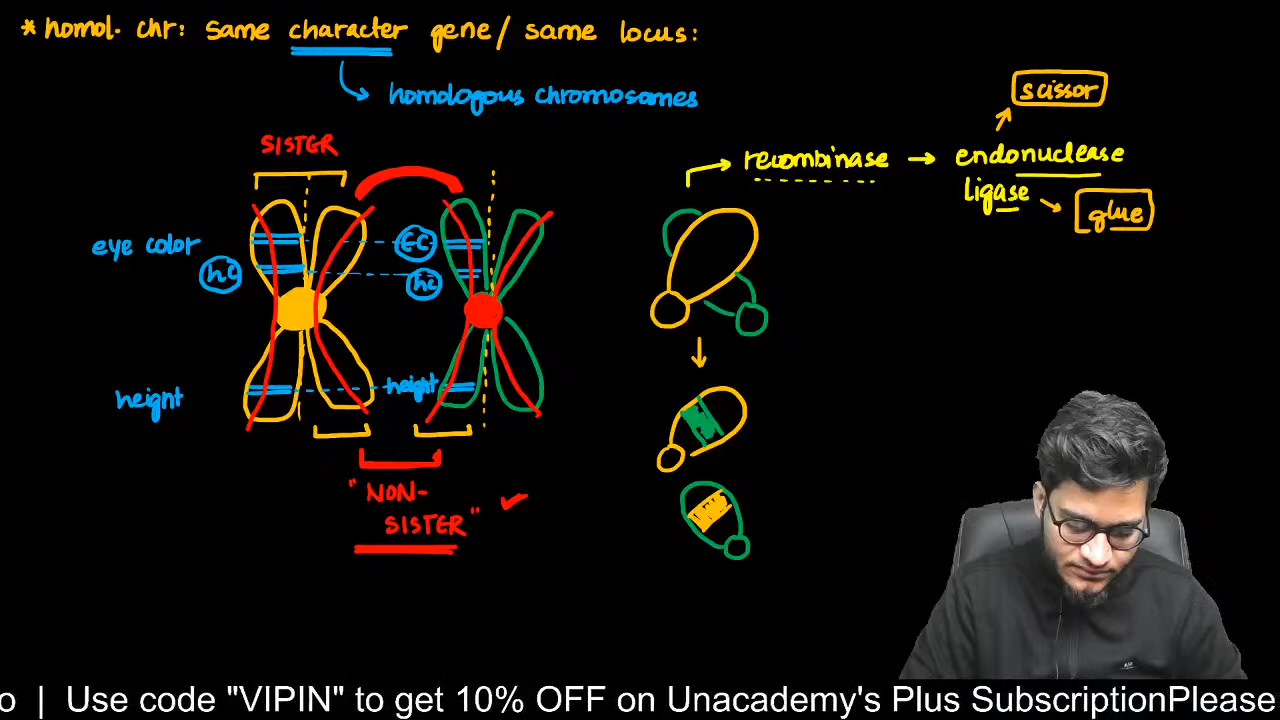 * homol. chr: same character gene/ same locus:
homologous chromosomes
scissor
SISTER
recombinase → endonuclease
ligase
glue
eye color
EC
hc
hc
height
height
"NON-
SISTER" ✓
o | Use code "VIPIN" to get 10% OFF on Unacademy's Plus SubscriptionPlease